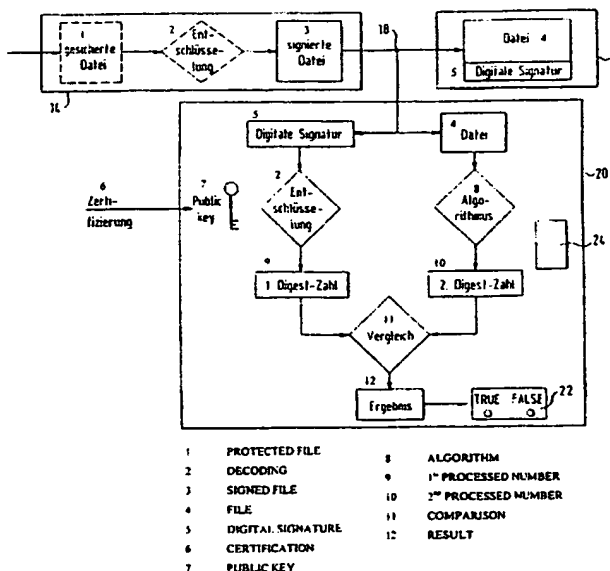 1
gesicherte
Datei
2
Ent-
schlüsse-
lung
3
signierte
Datei
18
Datei 4
5 Digitale Signatur
16
5
Digitale Signatur
4
Datei
20
6
Zerti-
fizierung
7
Public
key
2
Ent-
schlüsse-
lung
8
Algo-
rithmus
24
9
1 Digest-Zahl
10
2. Digest-Zahl
11
Vergleich
12
Ergebnis
TRUE FALSE
22
1 PROTECTED FILE
2 DECODING
3 SIGNED FILE
4 FILE
5 DIGITAL SIGNATURE
6 CERTIFICATION
7 PUBLIC KEY
8 ALGORITHM
9 1st PROCESSED NUMBER
10 2nd PROCESSED NUMBER
11 COMPARISON
12 RESULT